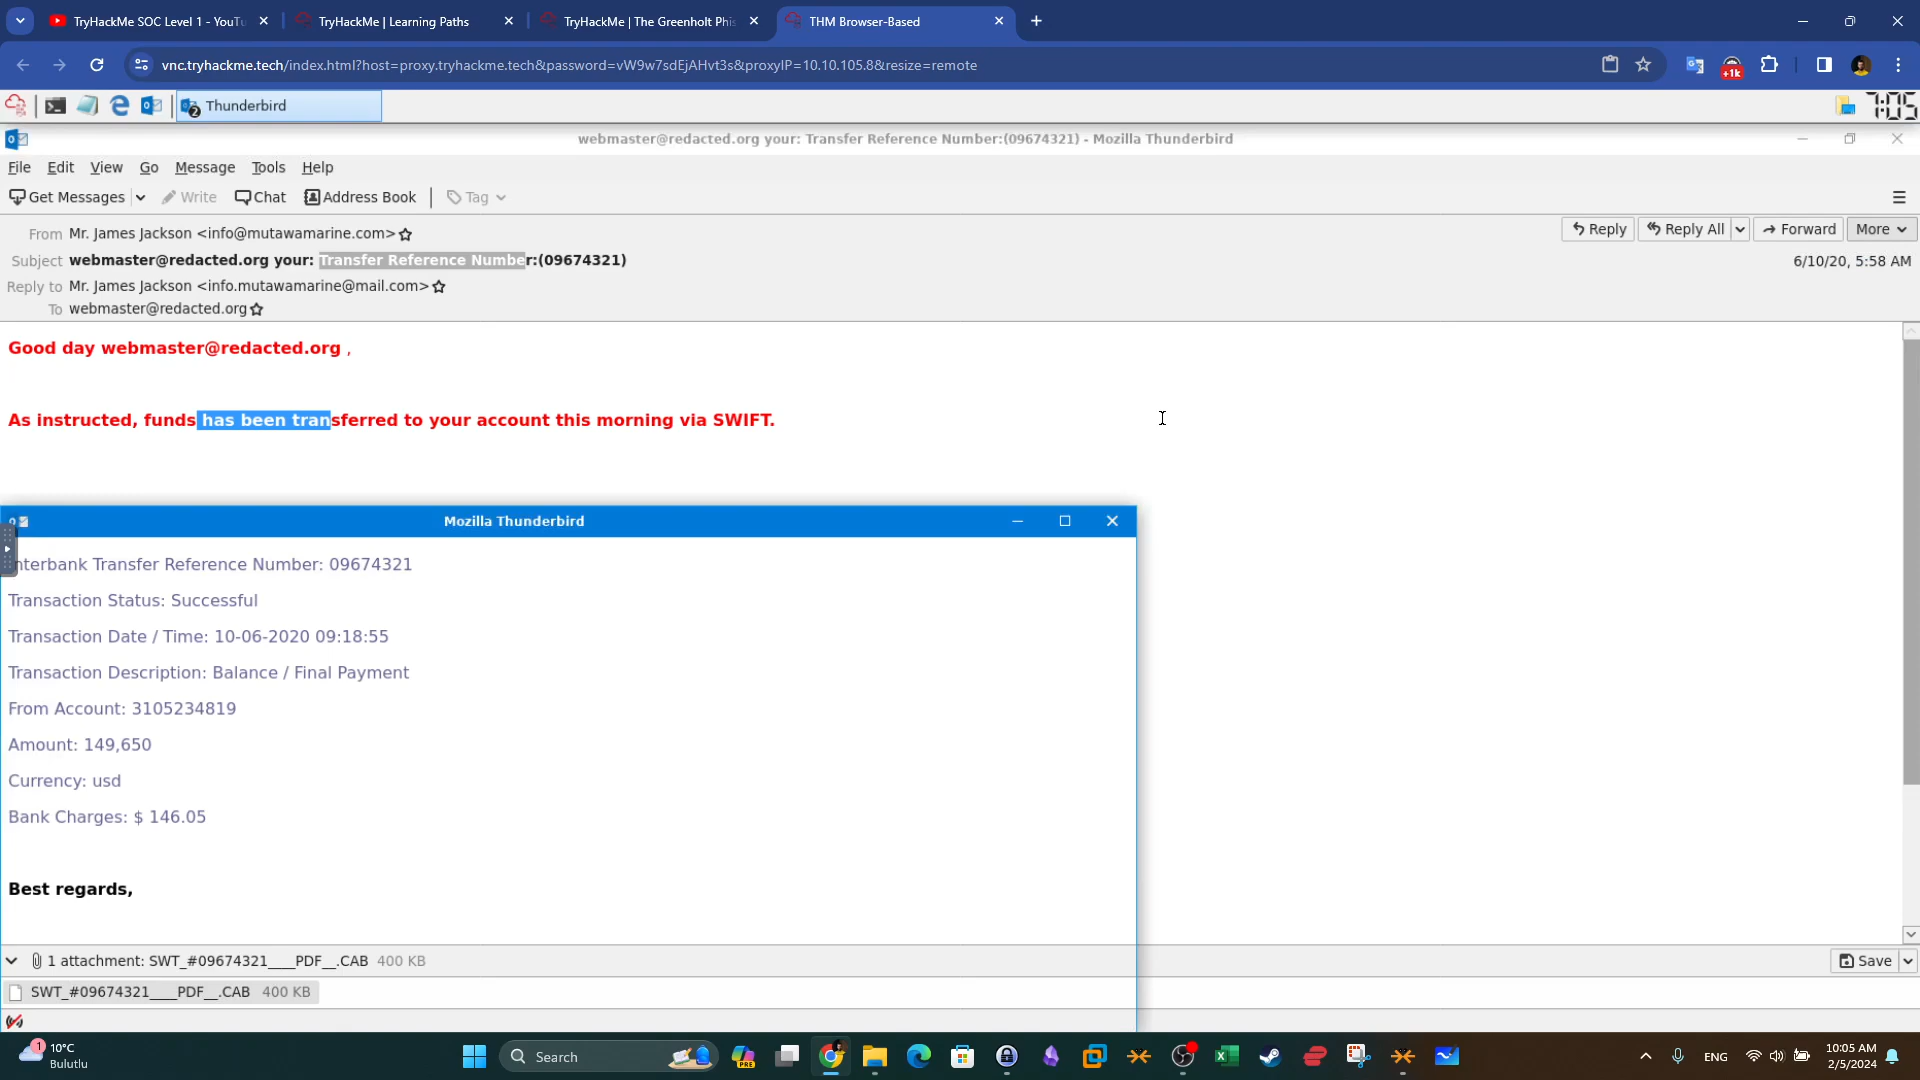 TryHackMe SOC Level 1 - YouTu
TryHackMe | Learning Paths
TryHackMe | The Greenholt Phis
THM Browser-Based
vnc.tryhackme.tech/index.html?host=proxy.tryhackme.tech&password=vW9w7sdEjAHvt3s&proxyIP=10.10.105.8&resize=remote
+1k
2 Thunderbird
7:05
webmaster@redacted.org your: Transfer Reference Number:(09674321) - Mozilla Thunderbird
File Edit View Go Message Tools Help
Get Messages Write Chat Address Book Tag
From Mr. James Jackson <info@mutawamarine.com>
Reply Reply All Forward More
Subject webmaster@redacted.org your: Transfer Reference Number:(09674321)
6/10/20, 5:58 AM
Reply to Mr. James Jackson <info.mutawamarine@mail.com>
To webmaster@redacted.org
Good day webmaster@redacted.org ,
As instructed, funds has been transferred to your account this morning via SWIFT.
Mozilla Thunderbird
nterbank Transfer Reference Number: 09674321
Transaction Status: Successful
Transaction Date / Time: 10-06-2020 09:18:55
Transaction Description: Balance / Final Payment
From Account: 3105234819
Amount: 149,650
Currency: usd
Bank Charges: $ 146.05
Best regards,
1 attachment: SWT_#09674321____PDF__.CAB 400 KB
Save
SWT_#09674321____PDF__.CAB 400 KB
1
10°C
Bulutlu
Search
PRE
ENG
10:05 AM
2/5/2024